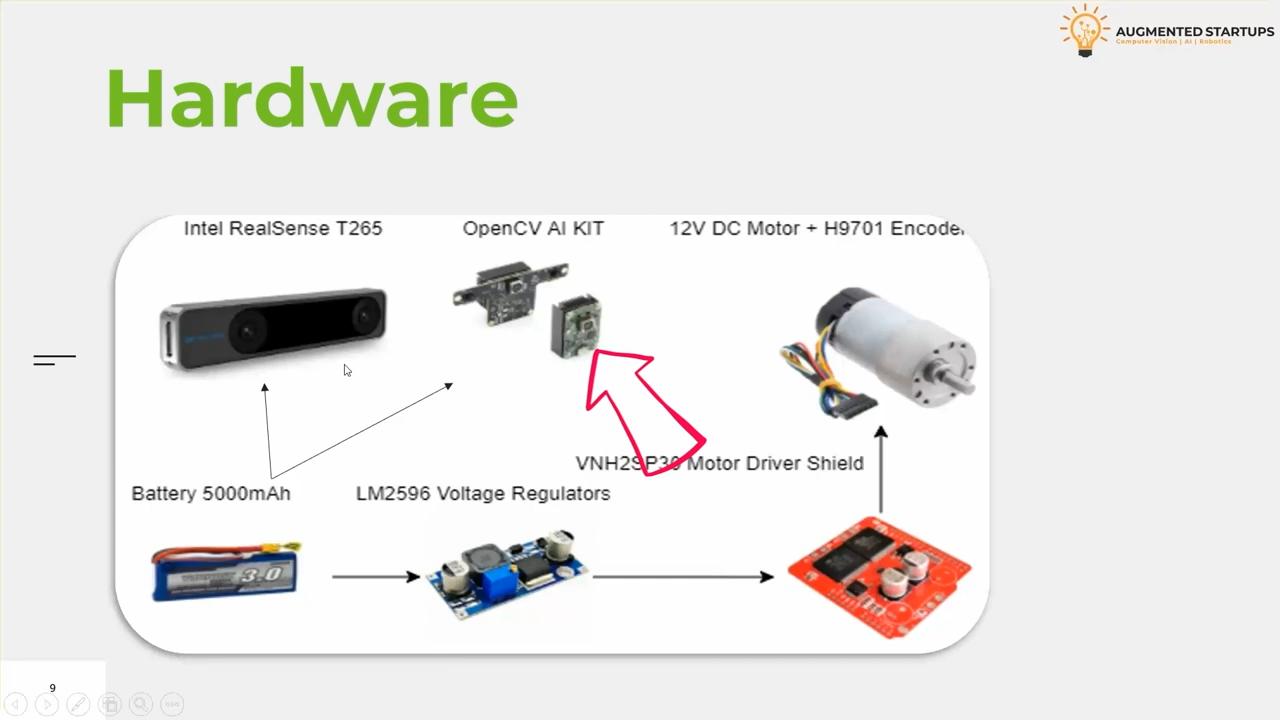 AUGMENTED STARTUPS
Computer Vision | AI | Robotics
Hardware
Intel RealSense T265
OpenCV AI KIT
12V DC Motor + H9701 Encoder
VNH2SP30 Motor Driver Shield
Battery 5000mAh
LM2596 Voltage Regulators
3.0
9